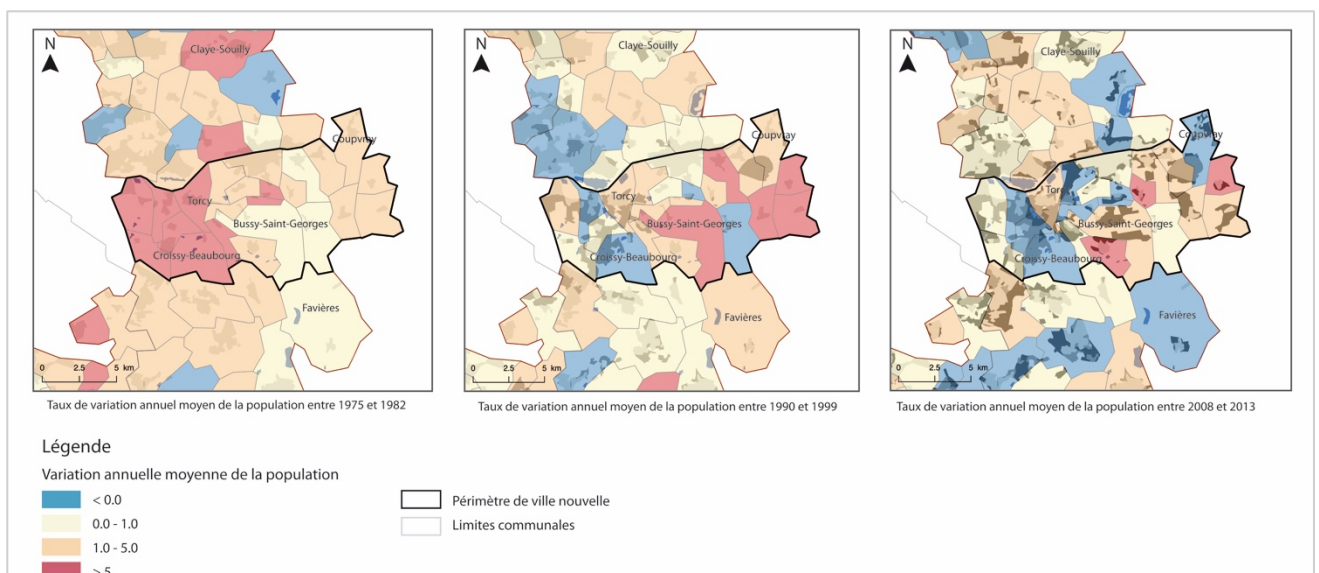 N
Claye-Souilly
Coupvray
Torcy
Bussy-Saint-Georges
Croissy-Beaubourg
Favières
0 2.5 5 km
Taux de variation annuel moyen de la population entre 1975 et 1982
N
Claye-Souilly
Coupvray
Torcy
Bussy-Saint-Georges
Croissy-Beaubourg
Favières
0 2.5 5 km
Taux de variation annuel moyen de la population entre 1990 et 1999
N
Claye-Souilly
Coupvray
Torcy
Bussy-Saint-Georges
Croissy-Beaubourg
Favières
0 2.5 5 km
Taux de variation annuel moyen de la population entre 2008 et 2013
Légende
Variation annuelle moyenne de la population
< 0.0
0.0 - 1.0
1.0 - 5.0
> 5
Périmètre de ville nouvelle
Limites communales